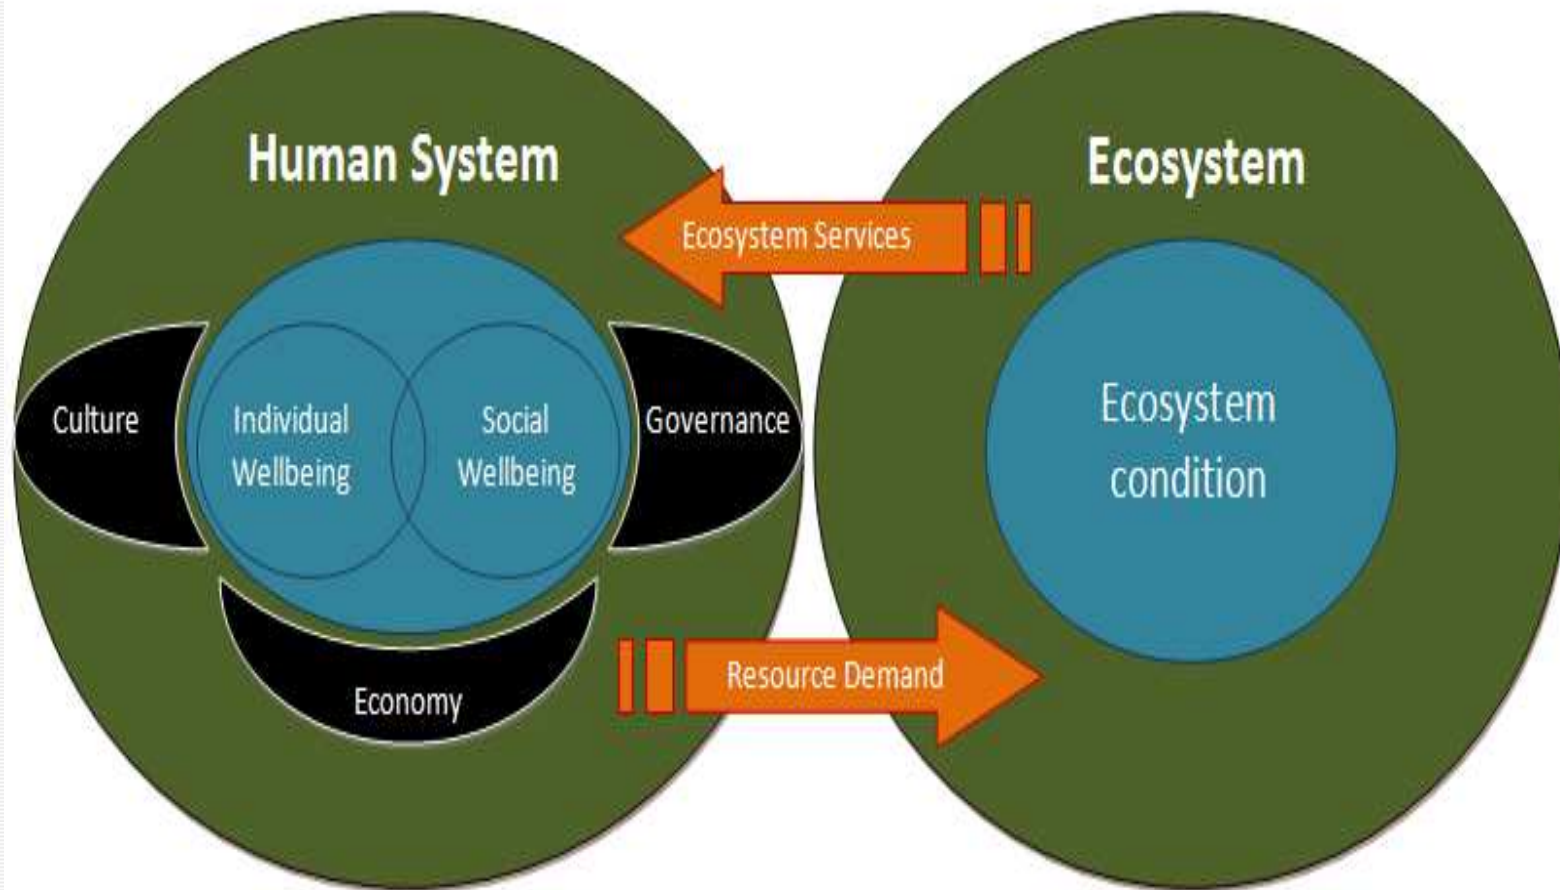 Human System
Ecosystem
Ecosystem Services
Culture
Individual
Wellbeing
Social
Wellbeing
Governance
Ecosystem
condition
Resource Demand
Economy